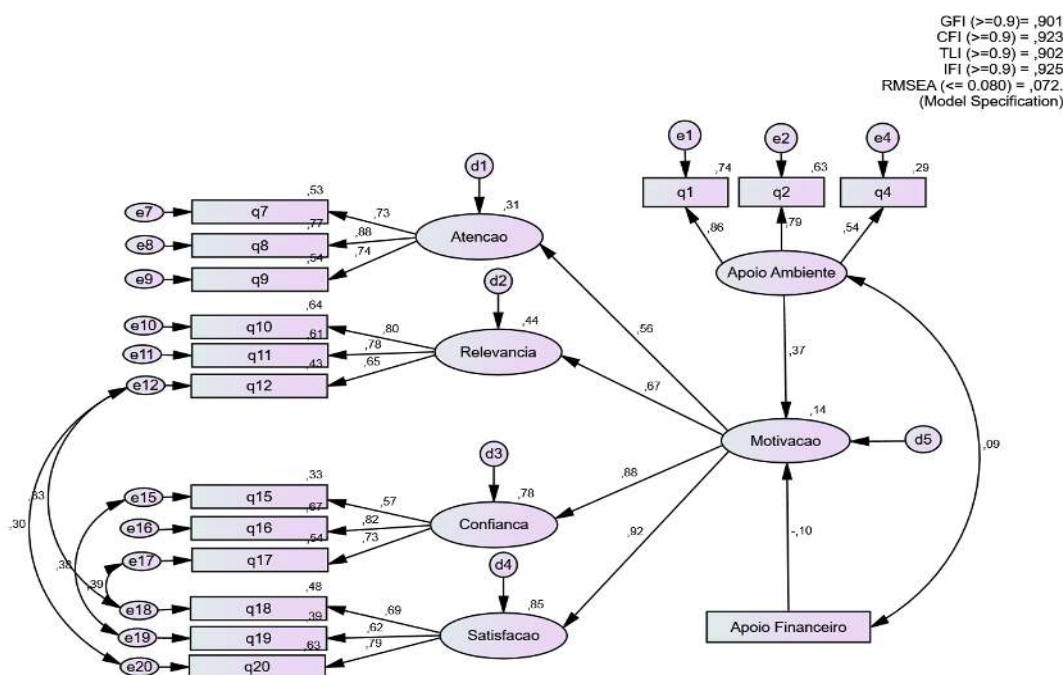 GFI (>=0.9)= ,901
CFI (>=0.9) = ,923
TLI (>=0.9) = ,902
IFI (>=0.9) = ,925
RMSEA (<= 0.080) = ,072.
(Model Specification)
e1
e2
e4
,74
,63
,29
q1
q2
q4
,86
,79
,54
Apoio Ambiente
d1
,53
,31
e7
q7
,73
,77
e8
q8
,88
Atencao
,54
,74
e9
q9
d2
,64
,44
e10
q10
,80
,61
e11
q11
,78
Relevancia
,43
,65
e12
q12
,56
,67
,37
,14
Motivacao
d5
,09
,88
,92
-,10
Apoio Financeiro
d3
,33
,78
e15
q15
,57
,67
e16
q16
,82
Confianca
,54
,73
e17
q17
d4
,48
,85
e18
q18
,69
,39
e19
q19
,62
Satisfacao
,63
,79
e20
q20
,33
,30
,38
,39